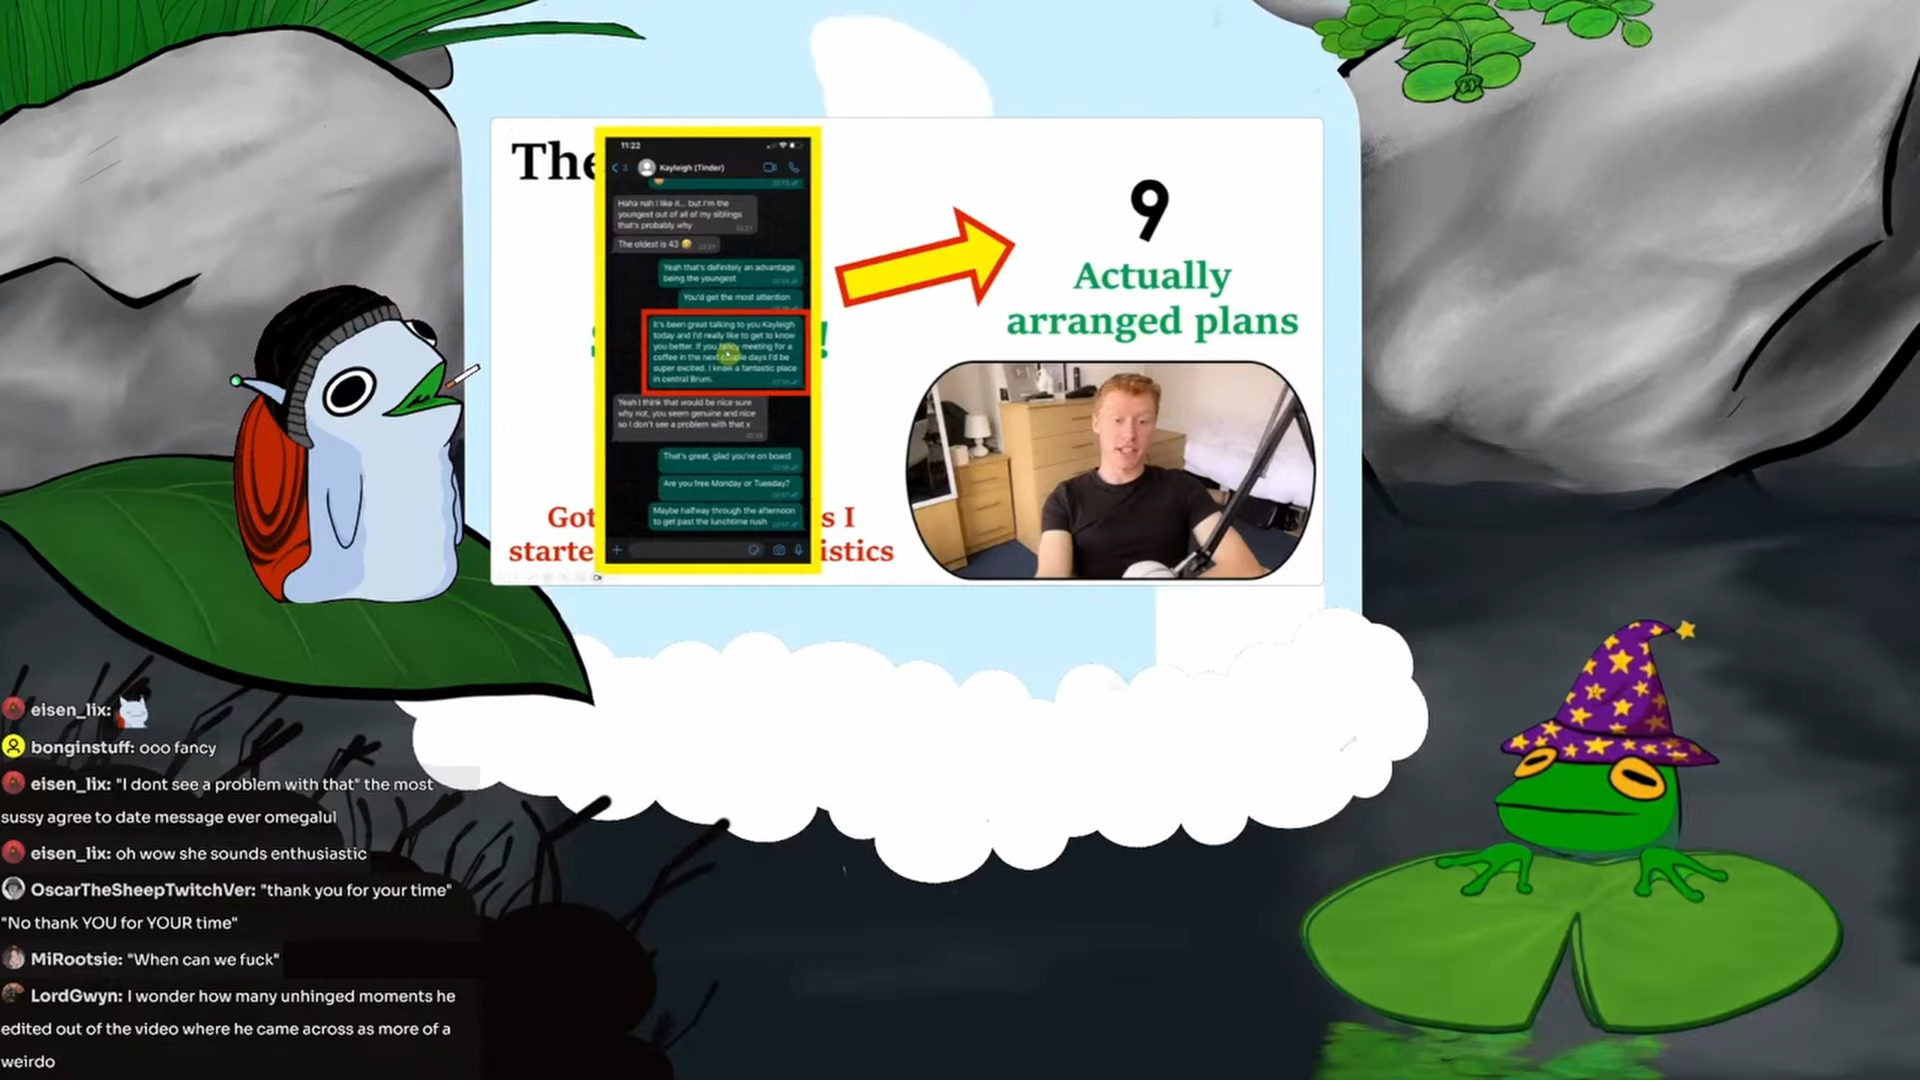 The
11:22
3
Kayleigh (Tinder)
Haha nah I like it... but I'm the
youngest out of all of my siblings
that's probably why
The oldest is 43
Yeah that's definitely an advantage
being the youngest
You'd get the most attention
It's been great talking to you Kayleigh
today and I'd really like to get to know
you better. If you fancy meeting for a
coffee in the next couple days I'd be
super excited. I know a fantastic place
in central Brum.
Yeah I think that would be nice sure
why not, you seem genuine and nice
so I don't see a problem with that x
That's great, glad you're on board
Are you free Monday or Tuesday?
Maybe halfway through the afternoon
to get past the lunchtime rush
!
Got s I
starte istics
9
Actually
arranged plans
eisen_lix:
bonginstuff: ooo fancy
eisen_lix: "I dont see a problem with that" the most
sussy agree to date message ever omegalul
eisen_lix: oh wow she sounds enthusiastic
OscarTheSheepTwitchVer: "thank you for your time"
"No thank YOU for YOUR time"
MiRootsie: "When can we fuck"
LordGwyn: I wonder how many unhinged moments he
edited out of the video where he came across as more of a
weirdo